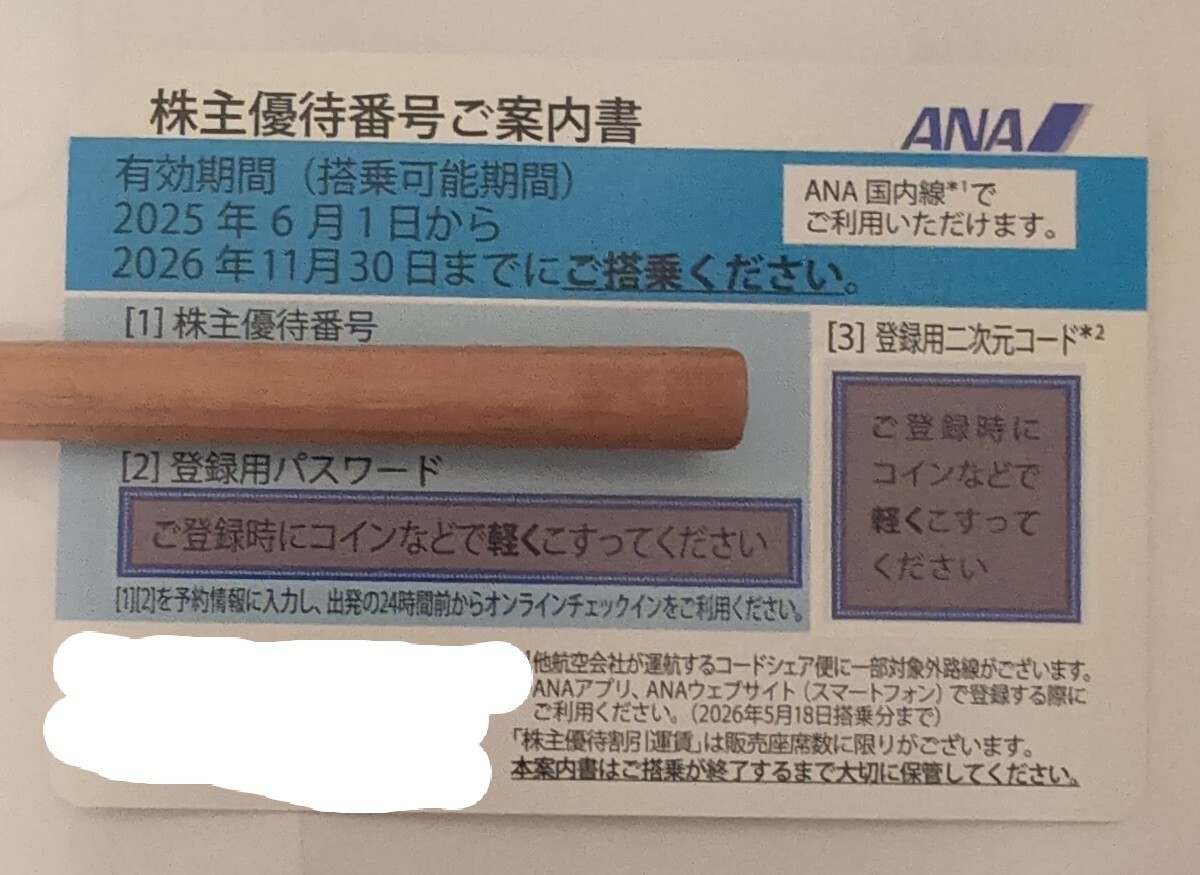 株主優待番号ご案内書
ANA
有効期間（搭乗可能期間）
2025年6月1日から
2026年11月30日までにご搭乗ください。
ANA国内線*1で
ご利用いただけます。
[1] 株主優待番号
[2] 登録用パスワード
ご登録時にコインなどで軽くこすってください
[1][2]を予約情報に入力し、出発の24時間前からオンラインチェックインをご利用ください。
[3] 登録用二次元コード*2
ご登録時に
コインなどで
軽くこすって
ください
他航空会社が運航するコードシェア便に一部対象外路線がございます。
ANAアプリ、ANAウェブサイト（スマートフォン）で登録する際に
ご利用ください。（2026年5月18日搭乗分まで）
「株主優待割引運賃」は販売座席数に限りがございます。
本案内書はご搭乗が終了するまで大切に保管してください。